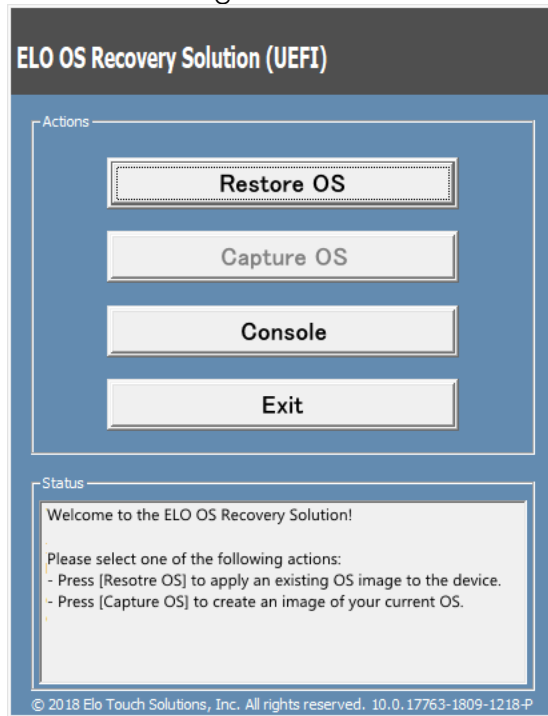 ELO OS Recovery Solution (UEFI)
Actions
Restore OS
Capture OS
Console
Exit
Status
Welcome to the ELO OS Recovery Solution!
Please select one of the following actions:
- Press [Resotre OS] to apply an existing OS image to the device.
- Press [Capture OS] to create an image of your current OS.
© 2018 Elo Touch Solutions, Inc. All rights reserved. 10.0.17763-1809-1218-P